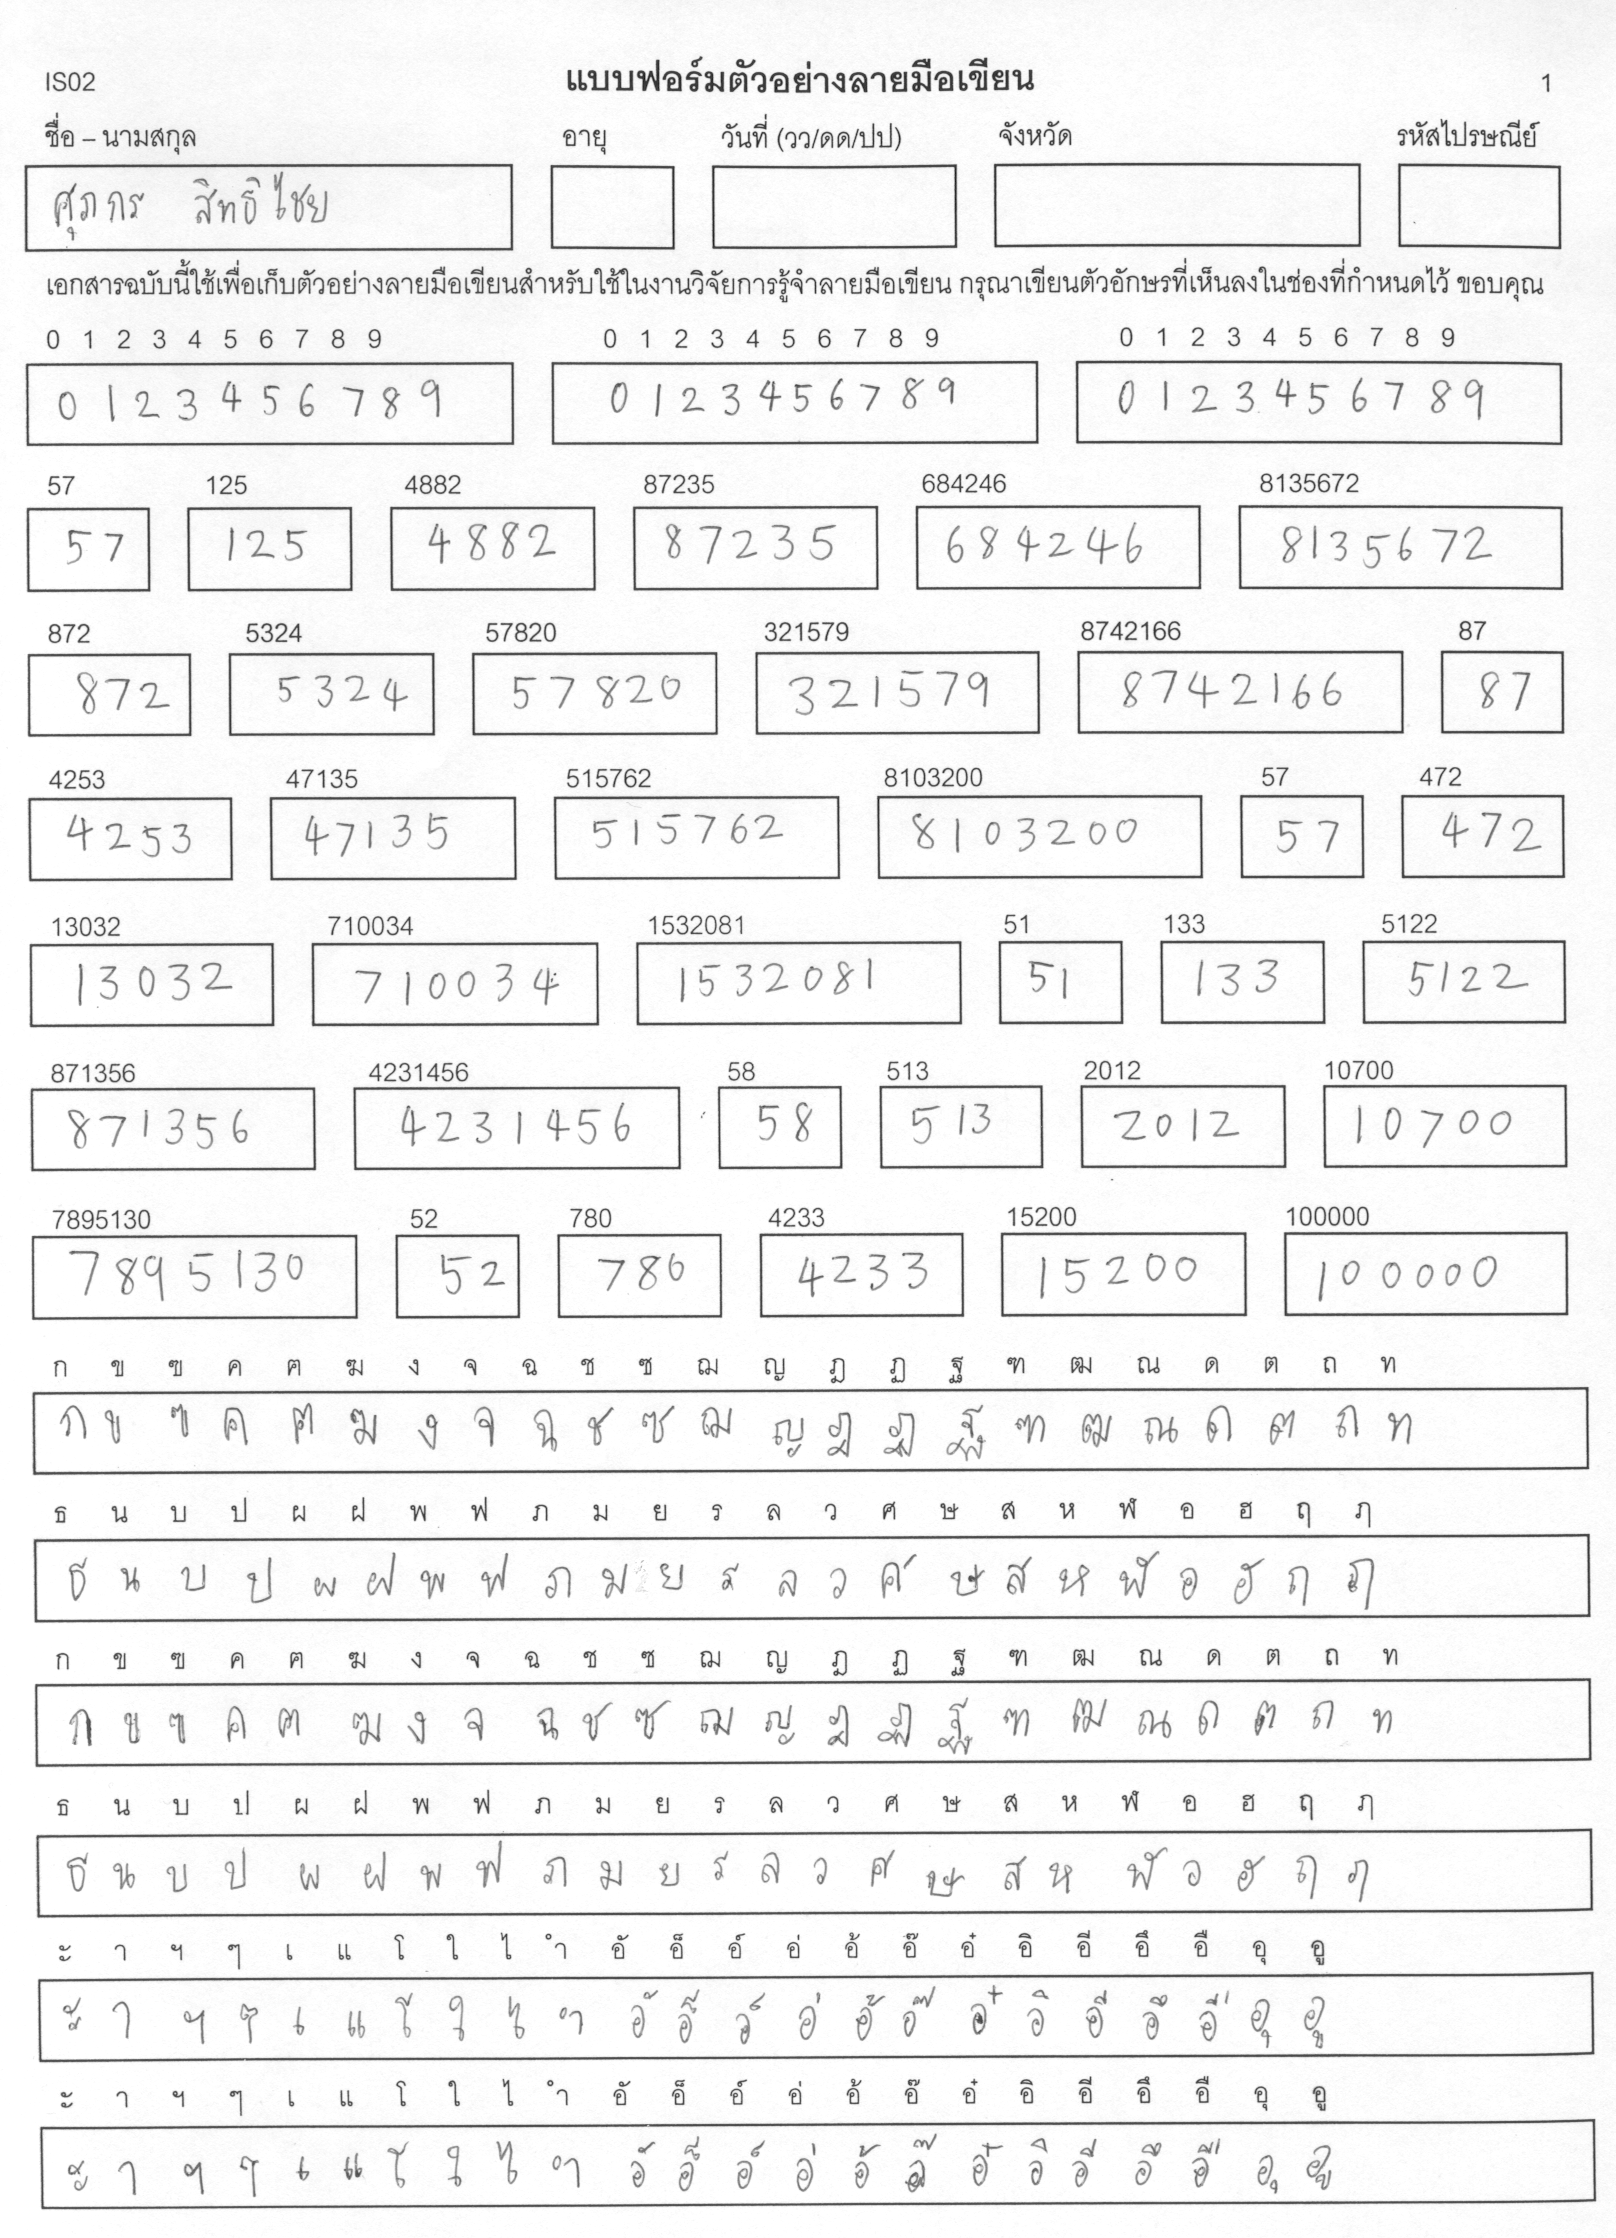 IS02 แบบฟอร์มตัวอย่างลายมือเขียน 1
ชื่อ – นามสกุล อายุ วันที่ (วว/ดด/ปป) จังหวัด รหัสไปรษณีย์
ศุภกร สิทธิไชย
เอกสารฉบับนี้ใช้เพื่อเก็บตัวอย่างลายมือเขียนสำหรับใช้ในงานวิจัยการรู้จำลายมือเขียน กรุณาเขียนตัวอักษรที่เห็นลงในช่องที่กำหนดไว้ ขอบคุณ
0 1 2 3 4 5 6 7 8 9 0 1 2 3 4 5 6 7 8 9 0 1 2 3 4 5 6 7 8 9
0 1 2 3 4 5 6 7 8 9 0 1 2 3 4 5 6 7 8 9 0 1 2 3 4 5 6 7 8 9
57 125 4882 87235 684246 8135672
57 125 4882 87235 684246 8135672
872 5324 57820 321579 8742166 87
872 5324 57820 321579 8742166 87
4253 47135 515762 8103200 57 472
4253 47135 515762 8103200 57 472
13032 710034 1532081 51 133 5122
13032 710034 1532081 51 133 5122
871356 4231456 58 513 2012 10700
871356 4231456 58 513 2012 10700
7895130 52 780 4233 15200 100000
7895130 52 780 4233 15200 100000
ก ข ฃ ค ฅ ฆ ง จ ฉ ช ซ ฌ ญ ฎ ฏ ฐ ฑ ฒ ณ ด ต ถ ท
ก ข ฃ ค ฅ ฆ ง จ ฉ ช ซ ฌ ญ ฎ ฏ ฐ ฑ ฒ ณ ด ต ถ ท
ธ น บ ป ผ ฝ พ ฟ ภ ม ย ร ล ว ศ ษ ส ห ฬ อ ฮ ฤ ฦ
ธ น บ ป ผ ฝ พ ฟ ภ ม ย ร ล ว ศ ษ ส ห ฬ อ ฮ ฤ ฦ
ก ข ฃ ค ฅ ฆ ง จ ฉ ช ซ ฌ ญ ฎ ฏ ฐ ฑ ฒ ณ ด ต ถ ท
ก ข ฃ ค ฅ ฆ ง จ ฉ ช ซ ฌ ญ ฎ ฏ ฐ ฑ ฒ ณ ด ต ถ ท
ธ น บ ป ผ ฝ พ ฟ ภ ม ย ร ล ว ศ ษ ส ห ฬ อ ฮ ฤ ฦ
ธ น บ ป ผ ฝ พ ฟ ภ ม ย ร ล ว ศ ษ ส ห ฬ อ ฮ ฤ ฦ
ะ า ฯ ๆ เ แ โ ใ ไ ำ อั อ็ อ์ อ่ อ้ อ๊ อ๋ อิ อี อึ อื อุ อู
ะ า ฯ ๆ เ แ โ ใ ไ ำ อั อ็ อ์ อ่ อ้ อ๊ อ๋ อิ อี อึ อื อุ อู
ะ า ฯ ๆ เ แ โ ใ ไ ำ อั อ็ อ์ อ่ อ้ อ๊ อ๋ อิ อี อึ อื อุ อู
ะ า ฯ ๆ เ แ โ ใ ไ ำ อั อ็ อ์ อ่ อ้ อ๊ อ๋ อิ อี อึ อื อุ อู